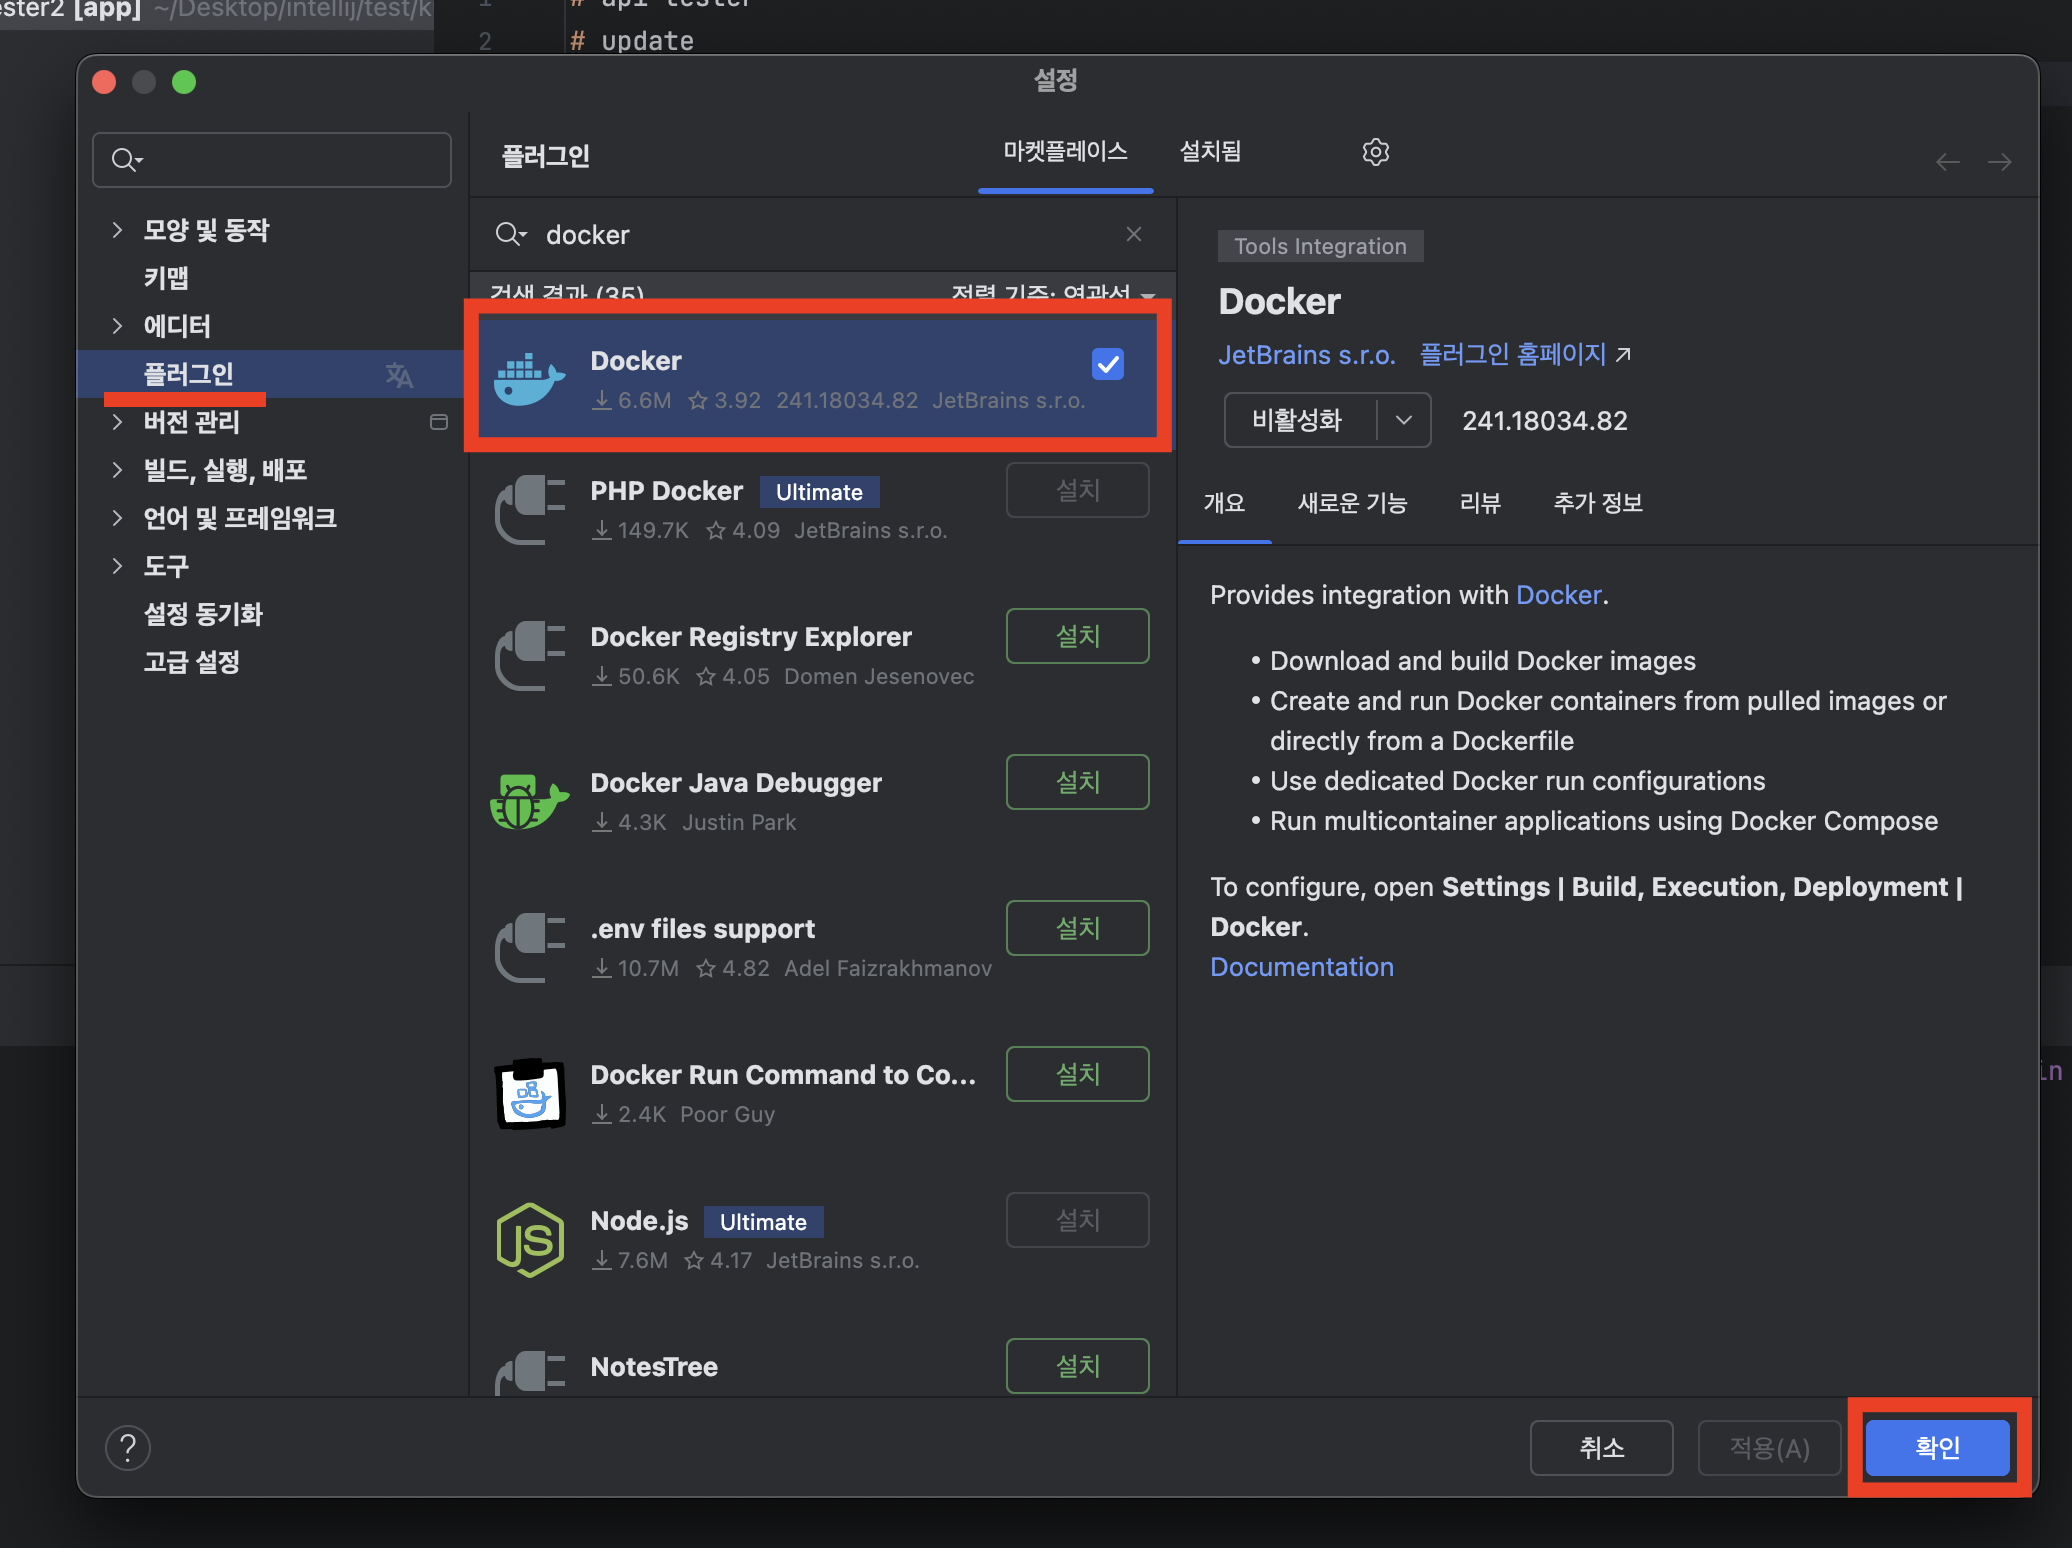 ester2 [app] ~/Desktop/intellij/test/k
1 # api tester
2 # update
설정
플러그인
마켓플레이스
설치됨
모양 및 동작
키맵
에디터
플러그인
버전 관리
빌드, 실행, 배포
언어 및 프레임워크
도구
설정 동기화
고급 설정
docker
검색 결과 (35)
정렬 기준: 연관성
Docker
6.6M 3.92 241.18034.82 JetBrains s.r.o.
PHP Docker Ultimate
설치
149.7K 4.09 JetBrains s.r.o.
Docker Registry Explorer
설치
50.6K 4.05 Domen Jesenovec
Docker Java Debugger
설치
4.3K Justin Park
.env files support
설치
10.7M 4.82 Adel Faizrakhmanov
Docker Run Command to Co...
설치
2.4K Poor Guy
Node.js Ultimate
설치
7.6M 4.17 JetBrains s.r.o.
NotesTree
설치
Tools Integration
Docker
JetBrains s.r.o. 플러그인 홈페이지
비활성화 241.18034.82
개요 새로운 기능 리뷰 추가 정보
Provides integration with Docker.
• Download and build Docker images
• Create and run Docker containers from pulled images or
directly from a Dockerfile
• Use dedicated Docker run configurations
• Run multicontainer applications using Docker Compose
To configure, open Settings | Build, Execution, Deployment |
Docker.
Documentation
in
?
취소
적용(A)
확인